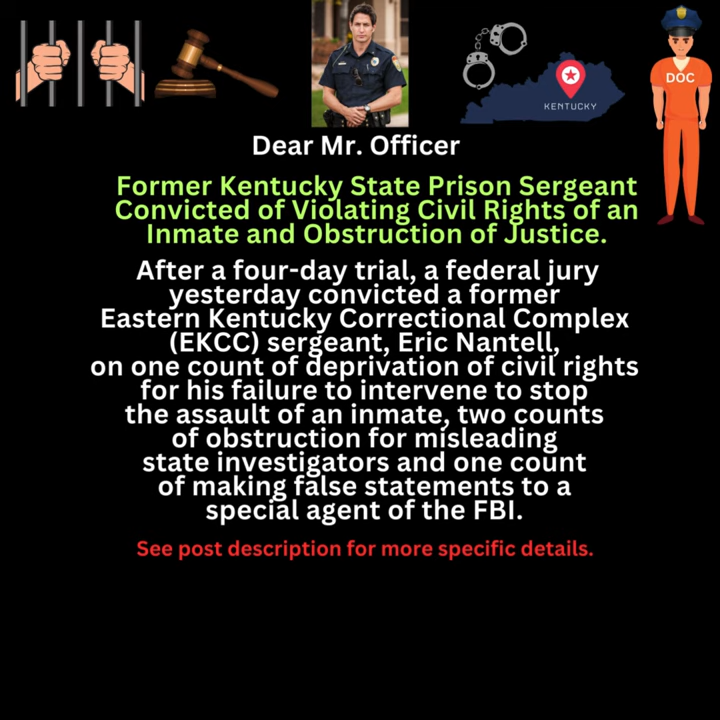 DOC
KENTUCKY
Dear Mr. Officer
Former Kentucky State Prison Sergeant
Convicted of Violating Civil Rights of an
Inmate and Obstruction of Justice.
After a four-day trial, a federal jury
yesterday convicted a former
Eastern Kentucky Correctional Complex
(EKCC) sergeant, Eric Nantell,
on one count of deprivation of civil rights
for his failure to intervene to stop
the assault of an inmate, two counts
of obstruction for misleading
state investigators and one count
of making false statements to a
special agent of the FBI.
See post description for more specific details.